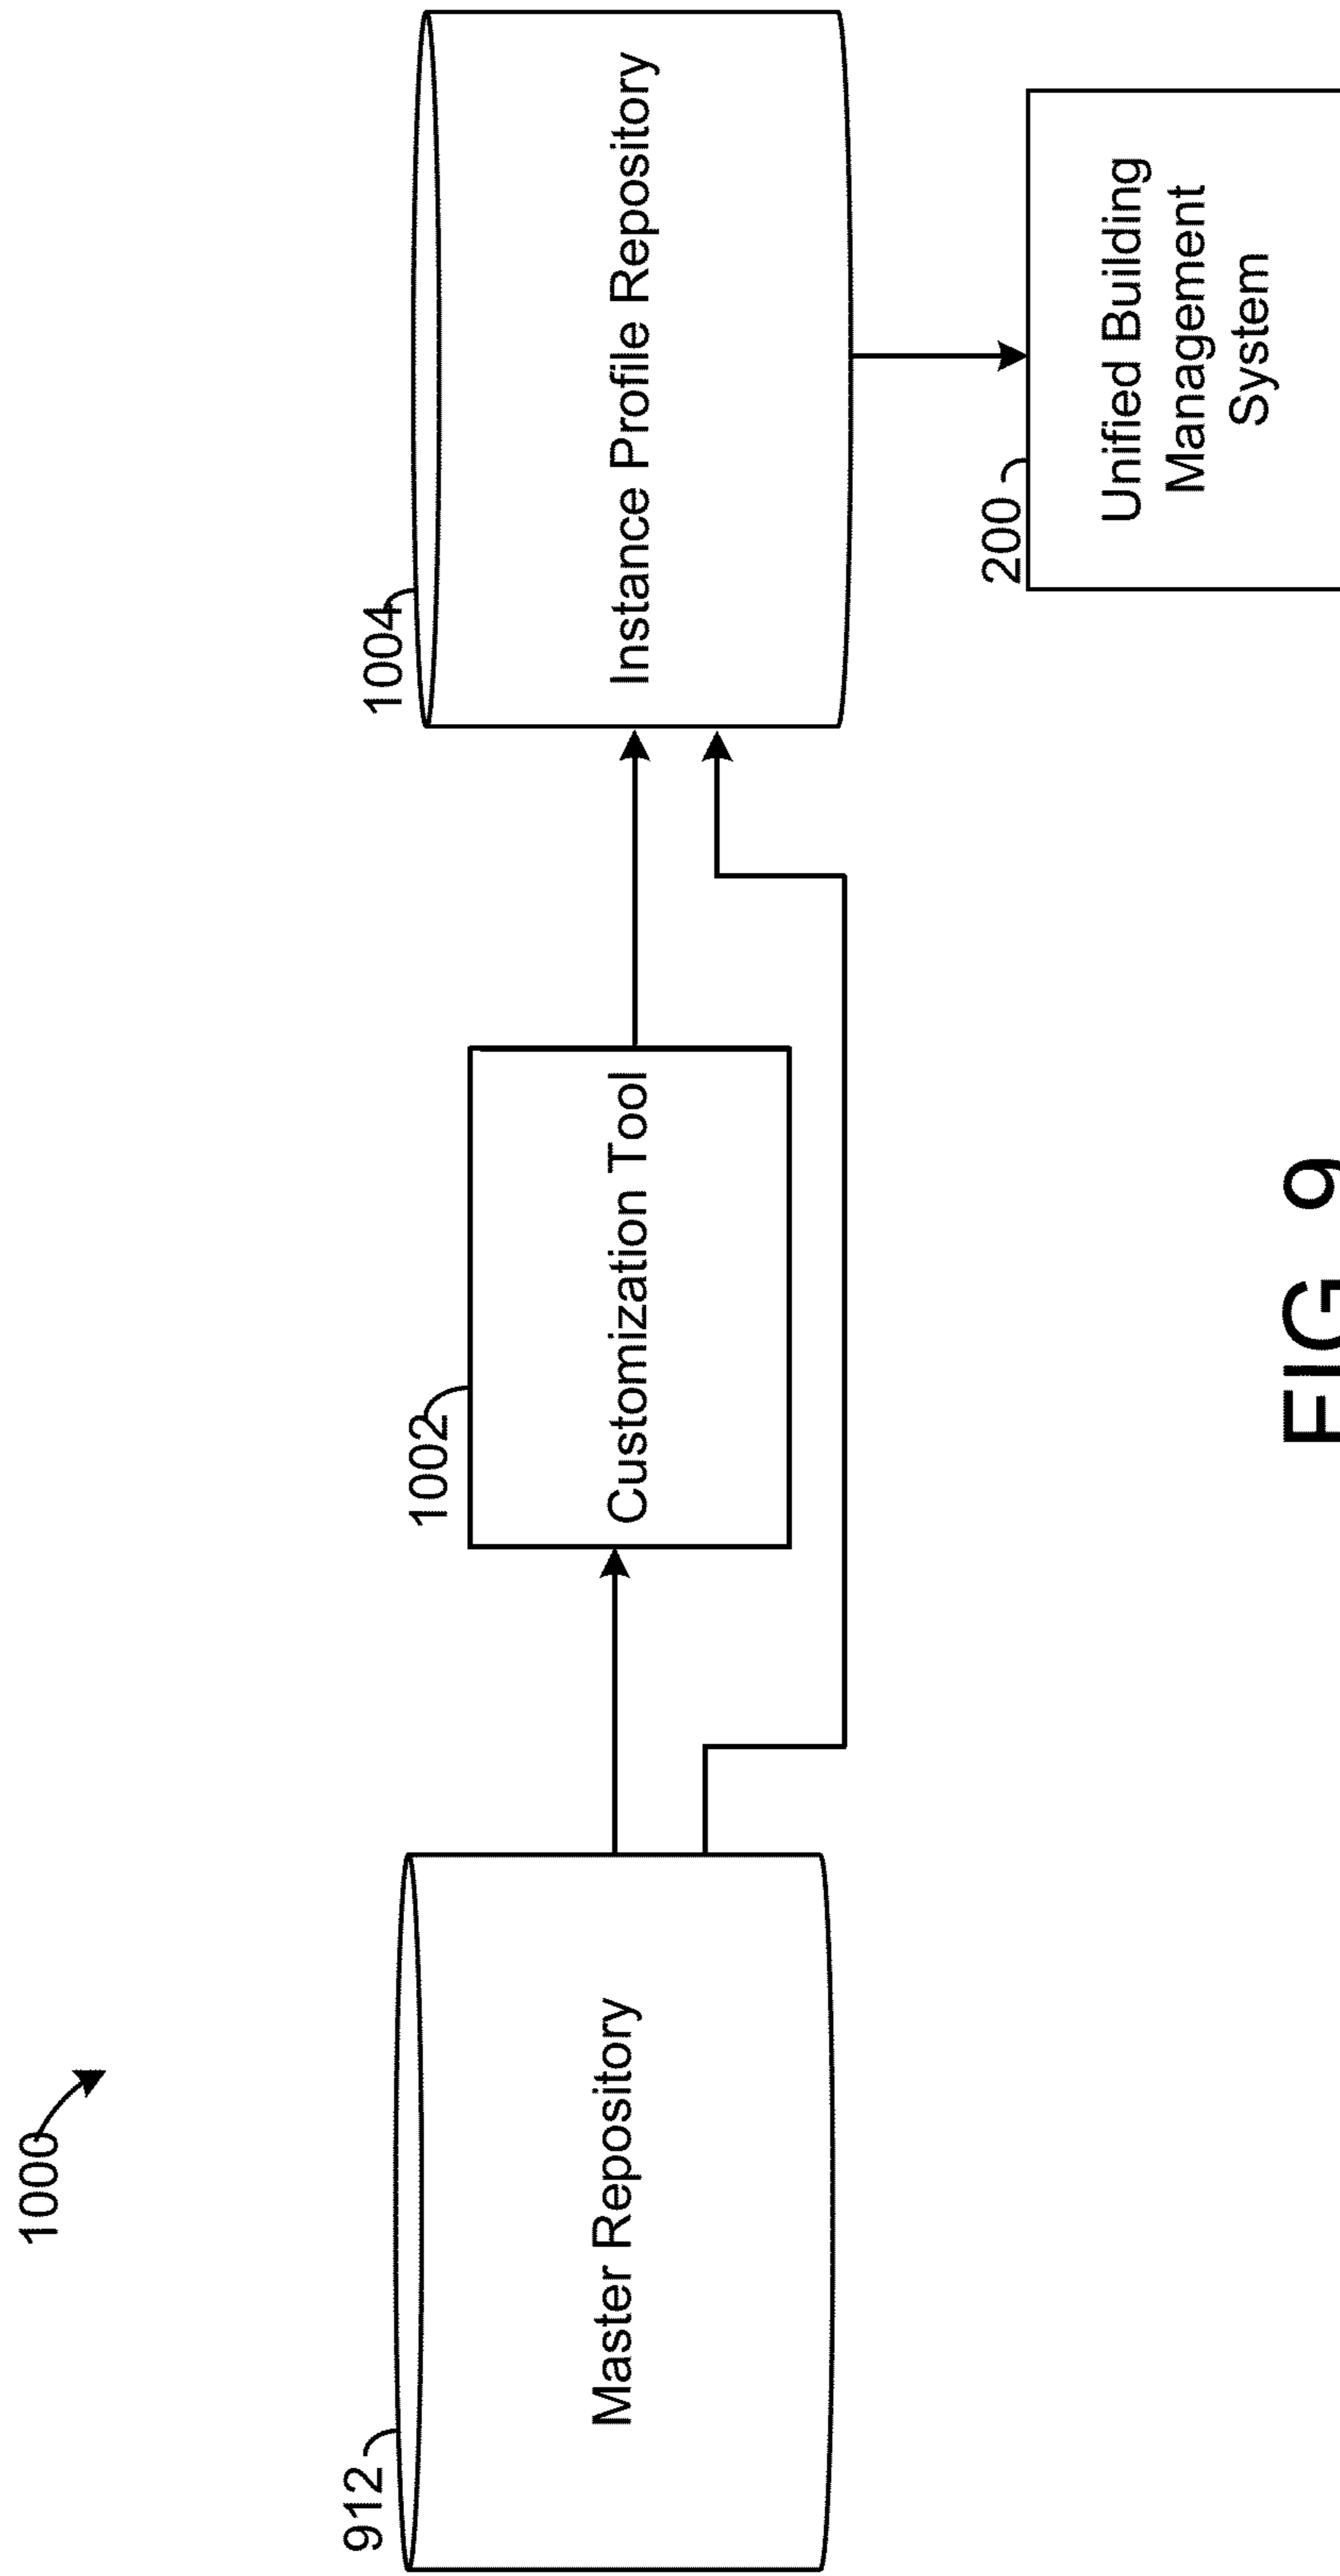 1000
912
Master Repository
1002
Customization Tool
1004
Instance Profile Repository
200
Unified Building
Management
System
FIG. 9